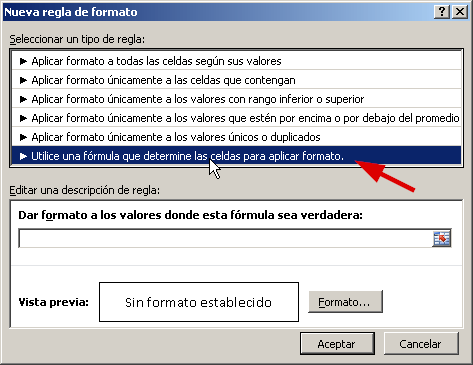 Nueva regla de formato
Seleccionar un tipo de regla:
► Aplicar formato a todas las celdas según sus valores
► Aplicar formato únicamente a las celdas que contengan
► Aplicar formato únicamente a los valores con rango inferior o superior
► Aplicar formato únicamente a los valores que estén por encima o por debajo del promedio
► Aplicar formato únicamente a los valores únicos o duplicados
► Utilice una fórmula que determine las celdas para aplicar formato.
Editar una descripción de regla:
Dar formato a los valores donde esta fórmula sea verdadera:
Vista previa:
Sin formato establecido
Formato...
Aceptar
Cancelar